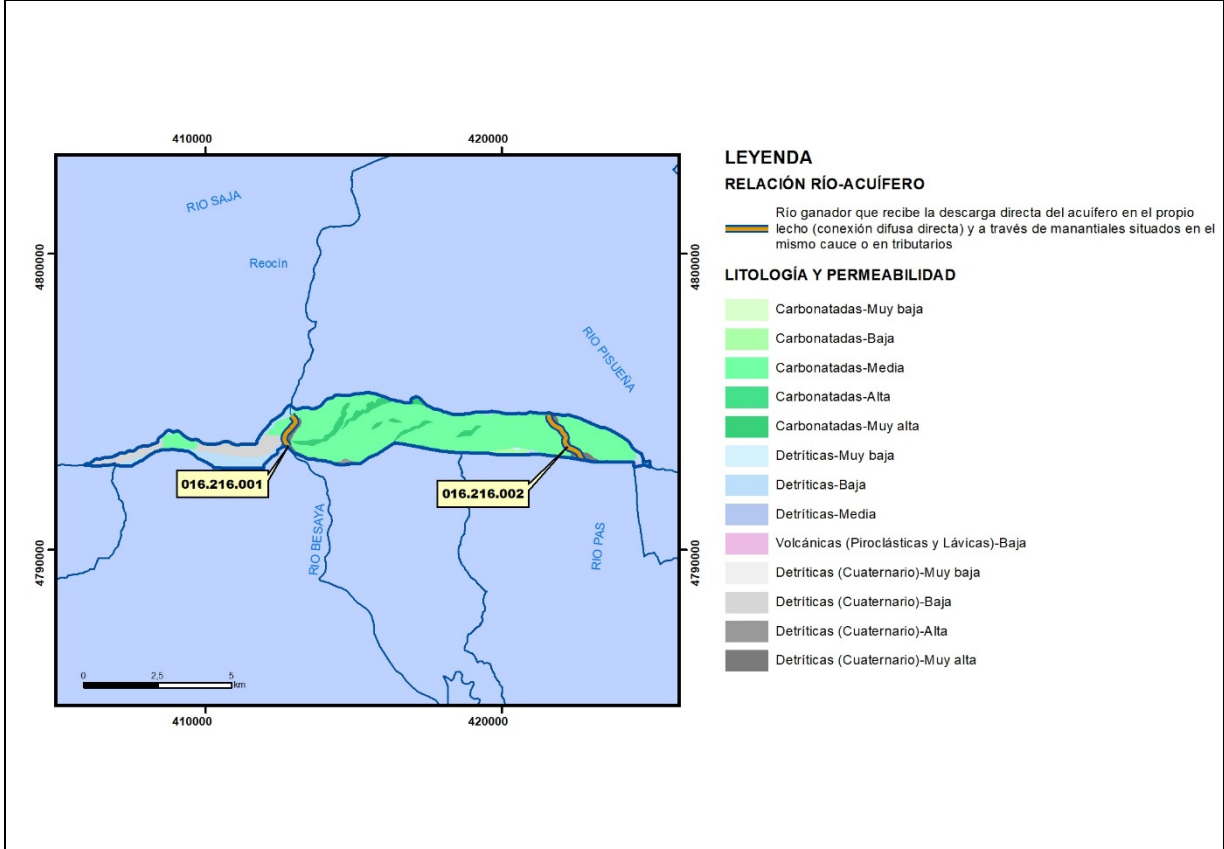 410000
420000
4800000
4800000
4790000
4790000
RIO SAJA
Reocín
RIO PISUEÑA
016.216.001
016.216.002
RIO BESAYA
RIO PAS
0
2,5
5
km
410000
420000
LEYENDA
RELACIÓN RÍO-ACUÍFERO
Río ganador que recibe la descarga directa del acuífero en el propio
lecho (conexión difusa directa) y a través de manantiales situados en el
mismo cauce o en tributarios
LITOLOGÍA Y PERMEABILIDAD
Carbonatadas-Muy baja
Carbonatadas-Baja
Carbonatadas-Media
Carbonatadas-Alta
Carbonatadas-Muy alta
Detríticas-Muy baja
Detríticas-Baja
Detríticas-Media
Volcánicas (Piroclásticas y Lávicas)-Baja
Detríticas (Cuaternario)-Muy baja
Detríticas (Cuaternario)-Baja
Detríticas (Cuaternario)-Alta
Detríticas (Cuaternario)-Muy alta